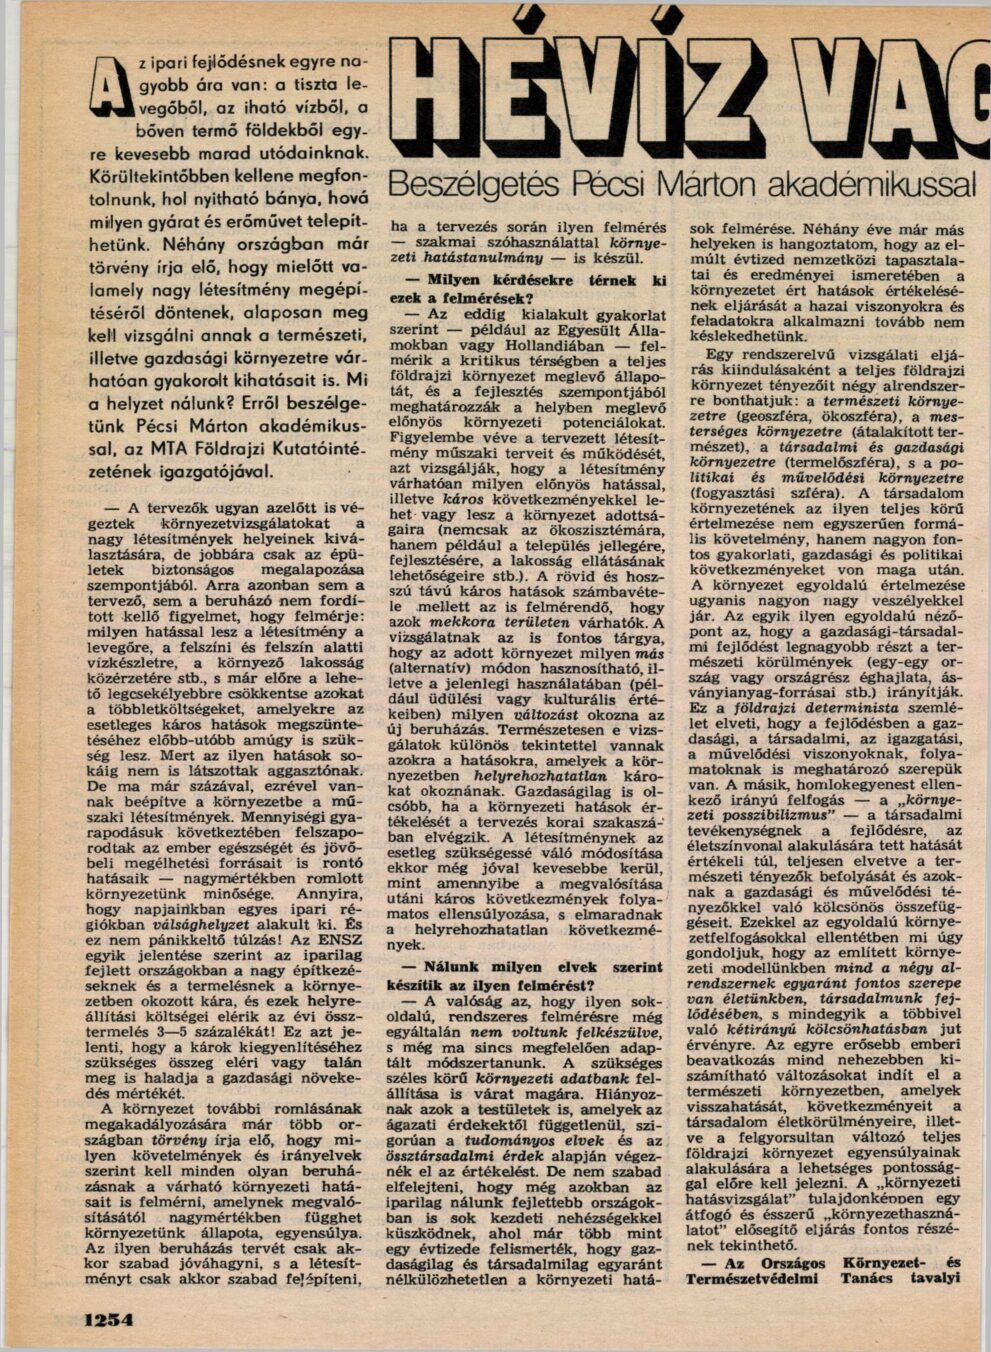 HÉVÍZ VAG
Beszélgetés Pécsi Márton akadémikussal
Az ipari fejlődésnek egyre na-
gyobb ára van: a tiszta le-
vegőből, az iható vízből, a
bőven termő földekből egy-
re kevesebb marad utódainknak.
Körültekintőbben kellene megfon-
tolnunk, hol nyitható bánya, hová
milyen gyárat és erőművet telepít-
hetünk. Néhány országban már
törvény írja elő, hogy mielőtt va-
lamely nagy létesítmény megépí-
téséről döntenek, alaposan meg
kell vizsgálni annak a természeti,
illetve gazdasági környezetre vár-
hatóan gyakorolt kihatásait is. Mi
a helyzet nálunk? Erről beszélge-
tünk Pécsi Márton akadémikus-
sal, az MTA Földrajzi Kutatóinté-
zetének igazgatójával.
— A tervezők ugyan azelőtt is vé-
geztek környezetvizsgálatokat a
nagy létesítmények helyeinek kivá-
lasztására, de jobbára csak az épü-
letek biztonságos megalapozása
szempontjából. Arra azonban sem a
tervező, sem a beruházó nem fordí-
tott kellő figyelmet, hogy felmérje:
milyen hatással lesz a létesítmény a
levegőre, a felszíni és felszín alatti
vízkészletre, a környező lakosság
közérzetére stb., s már előre a lehe-
tő legcsekélyebbre csökkentse azokat
a többletköltségeket, amelyekre az
esetleges káros hatások megszünte-
téséhez előbb-utóbb amúgy is szük-
ség lesz. Mert az ilyen hatások so-
káig nem is látszottak aggasztónak.
De ma már százával, ezrével van-
nak beépítve a környezetbe a mű-
szaki létesítmények. Mennyiségi gya-
rapodásuk következtében felszapo-
rodtak az ember egészségét és jövő-
beli megélhetési forrásait is rontó
hatásaik — nagymértékben romlott
környezetünk minősége. Annyira,
hogy napjainkban egyes ipari ré-
giókban válsághelyzet alakult ki. És
ez nem pánikkeltő túlzás! Az ENSZ
egyik jelentése szerint az iparilag
fejlett országokban a nagy építkezé-
seknek és a termelésnek a környe-
zetben okozott kára, és ezek helyre-
állítási költségei elérik az évi össz-
termelés 3—5 százalékát! Ez azt je-
lenti, hogy a károk kiegyenlítéséhez
szükséges összeg eléri vagy talán
meg is haladja a gazdasági növeke-
dés mértékét.
A környezet további romlásának
megakadályozására már több or-
szágban törvény írja elő, hogy mi-
lyen követelmények és irányelvek
szerint kell minden olyan beruhá-
zásnak a várható környezeti hatá-
sait is felmérni, amelynek megvaló-
sításától nagymértékben függhet
környezetünk állapota, egyensúlya.
Az ilyen beruházás tervét csak ak-
kor szabad jóváhagyni, s a létesít-
ményt csak akkor szabad felépíteni,
ha a tervezés során ilyen felmérés
— szakmai szóhasználattal környe-
zeti hatástanulmány — is készül.
— Milyen kérdésekre térnek ki
ezek a felmérések?
— Az eddig kialakult gyakorlat
szerint — például az Egyesült Álla-
mokban vagy Hollandiában — fel-
mérik a kritikus térségben a teljes
földrajzi környezet meglevő állapo-
tát, és a fejlesztés szempontjából
meghatározzák a helyben meglevő
előnyös környezeti potenciálokat.
Figyelembe véve a tervezett létesít-
mény műszaki terveit és működését,
azt vizsgálják, hogy a létesítmény
várhatóan milyen előnyös hatással,
illetve káros következményekkel le-
het vagy lesz a környezet adottsá-
gaira (nemcsak az ökoszisztémára,
hanem például a település jellegére,
fejlesztésére, a lakosság ellátásának
lehetőségeire stb.). A rövid és hosz-
szú távú káros hatások számbavéte-
le mellett az is felmérendő, hogy
azok mekkora területen várhatók. A
vizsgálatnak az is fontos tárgya,
hogy az adott környezet milyen más
(alternatív) módon hasznosítható, il-
letve a jelenlegi használatában (pél-
dául üdülési vagy kulturális érté-
keiben) milyen változást okozna az
új beruházás. Természetesen e vizs-
gálatok különös tekintettel vannak
azokra a hatásokra, amelyek a kör-
nyezetben helyrehozhatatlan káro-
kat okoznának. Gazdaságilag is ol-
csóbb, ha a környezeti hatások ér-
tékelését a tervezés korai szakaszá-
ban elvégzik. A létesítménynek az
esetleg szükségessé váló módosítása
ekkor még jóval kevesebbe kerül,
mint amennyibe a megvalósítása
utáni káros következmények folya-
matos ellensúlyozása, s elmaradnak
a helyrehozhatatlan következmé-
nyek.
— Nálunk milyen elvek szerint
készítik az ilyen felmérést?
— A valóság az, hogy ilyen sok-
oldalú, rendszeres felmérésre még
egyáltalán nem voltunk felkészülve,
s még ma sincs megfelelően adap-
tált módszertanunk. A szükséges
széles körű környezeti adatbank fel-
állítása is várat magára. Hiányoz-
nak azok a testületek is, amelyek az
ágazati érdekektől függetlenül, szi-
gorúan a tudományos elvek és az
össztársadalmi érdek alapján végez-
nék el az értékelést. De nem szabad
elfelejteni, hogy még azokban az
iparilag nálunk fejlettebb országok-
ban is sok kezdeti nehézségekkel
küszködnek, ahol már több mint
egy évtizede felismerték, hogy gaz-
daságilag és társadalmilag egyaránt
nélkülözhetetlen a környezeti hatá-
sok felmérése. Néhány éve már más
helyeken is hangoztatom, hogy az el-
múlt évtized nemzetközi tapasztala-
tai és eredményei ismeretében a
környezetet ért hatások értékelésé-
nek eljárását a hazai viszonyokra és
feladatokra alkalmazni tovább nem
késlekedhetünk.
Egy rendszerelvű vizsgálati eljá-
rás kiindulásaként a teljes földrajzi
környezet tényezőit négy alrendszer-
re bonthatjuk: a természeti környe-
zetre (geoszféra, ökoszféra), a mes-
terséges környezetre (átalakított ter-
mészet), a társadalmi és gazdasági
környezetre (termelőszféra), s a po-
litikai és művelődési környezetre
(fogyasztási szféra). A társadalom
környezetének az ilyen teljes körű
értelmezése nem egyszerűen formá-
lis követelmény, hanem nagyon fon-
tos gyakorlati, gazdasági és politikai
következményeket von maga után.
A környezet egyoldalú értelmezése
ugyanis nagyon nagy veszélyekkel
jár. Az egyik ilyen egyoldalú néző-
pont az, hogy a gazdasági-társadal-
mi fejlődést legnagyobb részt a ter-
mészeti körülmények (egy-egy or-
szág vagy országrész éghajlata, ás-
ványianyag-forrásai stb.) irányítják.
Ez a földrajzi determinista szemlé-
let elveti, hogy a fejlődésben a gaz-
dasági, a társadalmi, az igazgatási,
a művelődési viszonyoknak, folya-
matoknak is meghatározó szerepük
van. A másik, homlokegyenest ellen-
kező irányú felfogás — a „környe-
zeti posszibilizmus" — a társadalmi
tevékenységnek a fejlődésre, az
életszínvonal alakulására tett hatását
értékeli túl, teljesen elvetve a ter-
mészeti tényezők befolyását és azok-
nak a gazdasági és művelődési té-
nyezőkkel való kölcsönös összefüg-
géseit. Ezekkel az egyoldalú környe-
zetfelfogásokkal ellentétben mi úgy
gondoljuk, hogy az említett környe-
zeti modellünkben mind a négy al-
rendszernek egyaránt fontos szerepe
van életünkben, társadalmunk fej-
lődésében, s mindegyik a többivel
való kétirányú kölcsönhatásban jut
érvényre. Az egyre erősebb emberi
beavatkozás mind nehezebben ki-
számítható változásokat indít el a
természeti környezetben, amelyek
visszahatását, következményeit a
társadalom életkörülményeire, illet-
ve a felgyorsultan változó teljes
földrajzi környezet egyensúlyainak
alakulására a lehetséges pontosság-
gal előre kell jelezni. A „környezeti
hatásvizsgálat" tulajdonképpen egy
átfogó és ésszerű „környezethaszná-
latot" elősegítő eljárás fontos részé-
nek tekinthető.
— Az Országos Környezet- és
Természetvédelmi Tanács tavalyi
1254